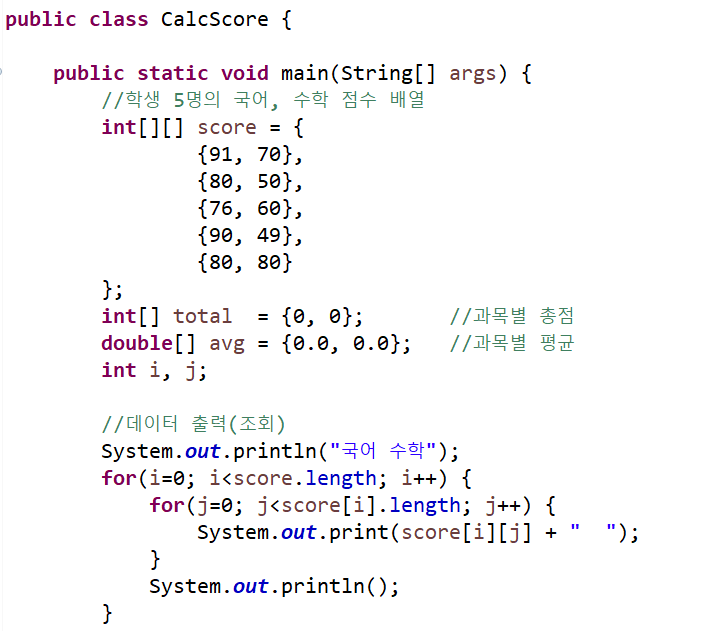 public class CalcScore {
public static void main(String[] args) {
//학생 5명의 국어, 수학 점수 배열
int[][] score = {
{91, 70},
{80, 50},
{76, 60},
{90, 49},
{80, 80}
};
int[] total  = {0, 0};       //과목별 총점
double[] avg = {0.0, 0.0};   //과목별 평균
int i, j;
//데이터 출력(조회)
System.out.println("국어 수학");
for(i=0; i<score.length; i++) {
for(j=0; j<score[i].length; j++) {
System.out.print(score[i][j] + "  ");
}
System.out.println();
}